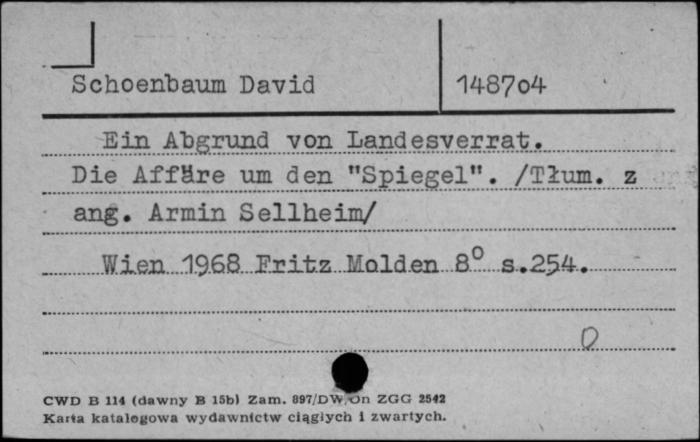 Schoenbaum David 148704
Ein Abgrund von Landesverrat.
Die Affäre um den "Spiegel". /Tłum. z
ang. Armin Sellheim/
Wien 1968 Fritz Molden 8° s.254.
CWD B 114 (dawny B 15b) Zam. 897/DW/On ZGG 2542
Karta katalogowa wydawnictw ciągłych i zwartych.